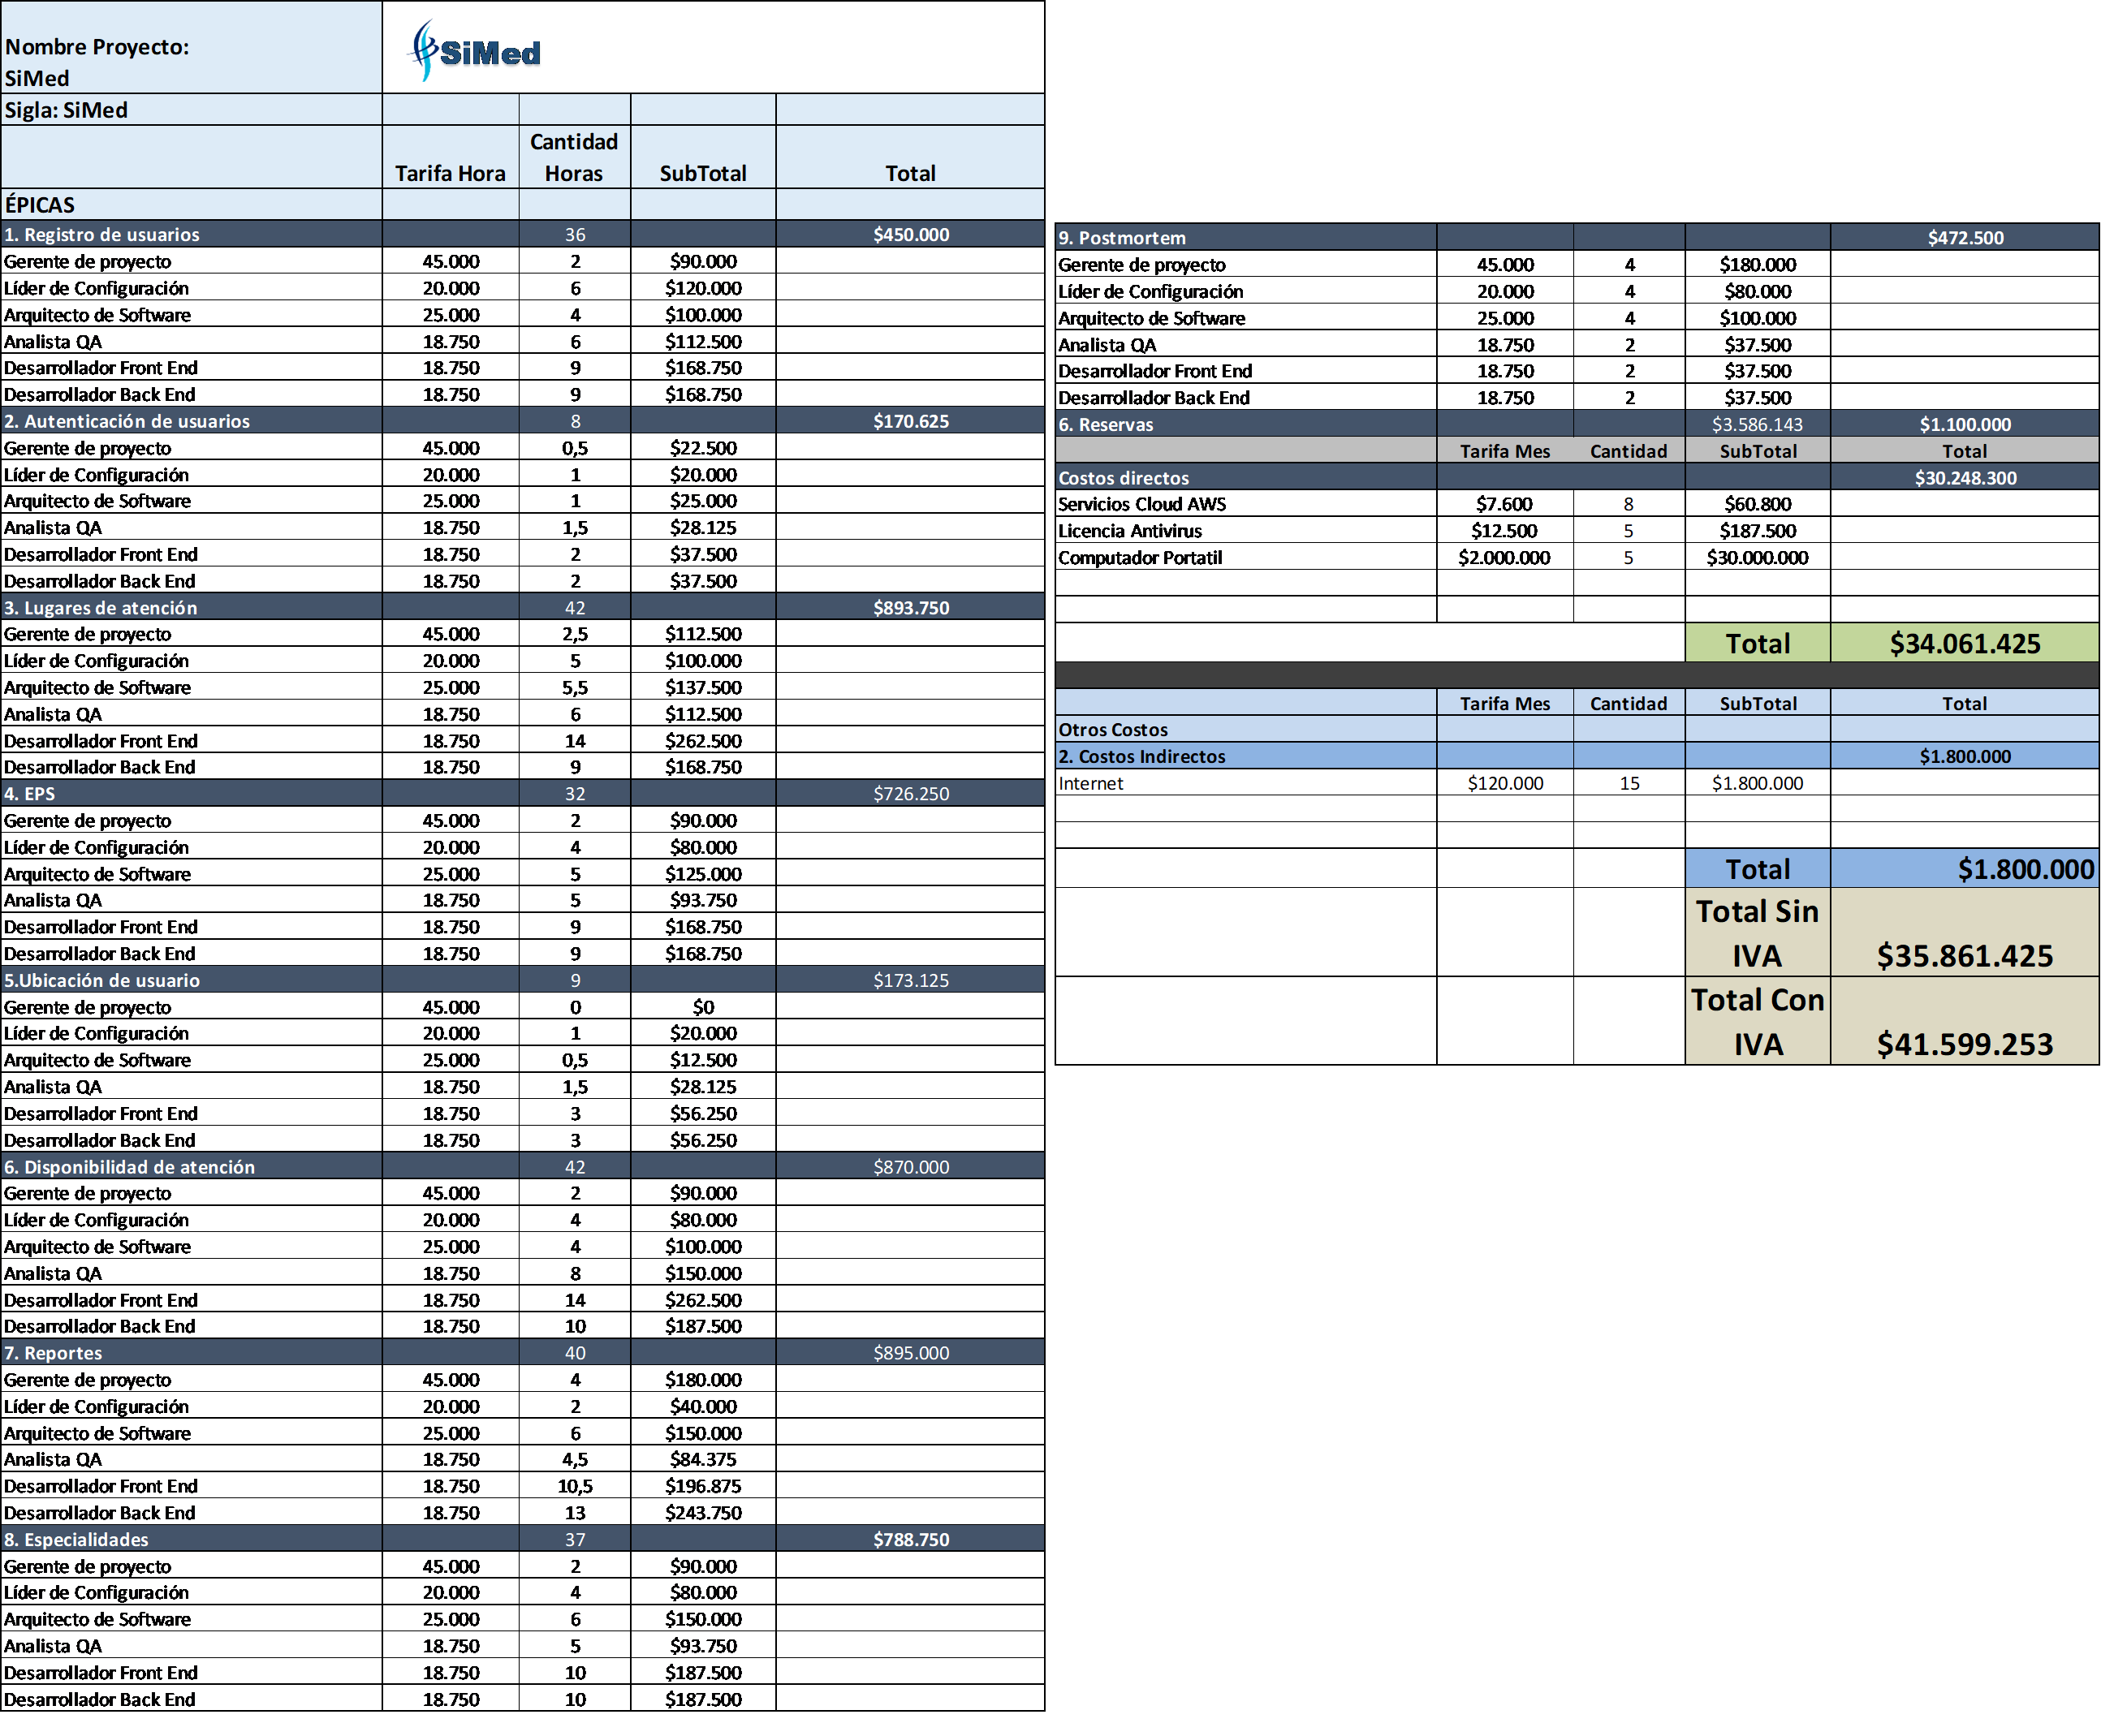 Nombre Proyecto:
SiMed
SiMed
Sigla: SiMed
Tarifa Hora Cantidad Horas SubTotal Total
ÉPICAS
1. Registro de usuarios 36 $450.000
Gerente de proyecto 45.000 2 $90.000
Líder de Configuración 20.000 6 $120.000
Arquitecto de Software 25.000 4 $100.000
Analista QA 18.750 6 $112.500
Desarrollador Front End 18.750 9 $168.750
Desarrollador Back End 18.750 9 $168.750
2. Autenticación de usuarios 8 $170.625
Gerente de proyecto 45.000 0,5 $22.500
Líder de Configuración 20.000 1 $20.000
Arquitecto de Software 25.000 1 $25.000
Analista QA 18.750 1,5 $28.125
Desarrollador Front End 18.750 2 $37.500
Desarrollador Back End 18.750 2 $37.500
3. Lugares de atención 42 $893.750
Gerente de proyecto 45.000 2,5 $112.500
Líder de Configuración 20.000 5 $100.000
Arquitecto de Software 25.000 5,5 $137.500
Analista QA 18.750 6 $112.500
Desarrollador Front End 18.750 14 $262.500
Desarrollador Back End 18.750 9 $168.750
4. EPS 32 $726.250
Gerente de proyecto 45.000 2 $90.000
Líder de Configuración 20.000 4 $80.000
Arquitecto de Software 25.000 5 $125.000
Analista QA 18.750 5 $93.750
Desarrollador Front End 18.750 9 $168.750
Desarrollador Back End 18.750 9 $168.750
5.Ubicación de usuario 9 $173.125
Gerente de proyecto 45.000 0 $0
Líder de Configuración 20.000 1 $20.000
Arquitecto de Software 25.000 0,5 $12.500
Analista QA 18.750 1,5 $28.125
Desarrollador Front End 18.750 3 $56.250
Desarrollador Back End 18.750 3 $56.250
6. Disponibilidad de atención 42 $870.000
Gerente de proyecto 45.000 2 $90.000
Líder de Configuración 20.000 4 $80.000
Arquitecto de Software 25.000 4 $100.000
Analista QA 18.750 8 $150.000
Desarrollador Front End 18.750 14 $262.500
Desarrollador Back End 18.750 10 $187.500
7. Reportes 40 $895.000
Gerente de proyecto 45.000 4 $180.000
Líder de Configuración 20.000 2 $40.000
Arquitecto de Software 25.000 6 $150.000
Analista QA 18.750 4,5 $84.375
Desarrollador Front End 18.750 10,5 $196.875
Desarrollador Back End 18.750 13 $243.750
8. Especialidades 37 $788.750
Gerente de proyecto 45.000 2 $90.000
Líder de Configuración 20.000 4 $80.000
Arquitecto de Software 25.000 6 $150.000
Analista QA 18.750 5 $93.750
Desarrollador Front End 18.750 10 $187.500
Desarrollador Back End 18.750 10 $187.500
9. Postmortem $472.500
Gerente de proyecto 45.000 4 $180.000
Líder de Configuración 20.000 4 $80.000
Arquitecto de Software 25.000 4 $100.000
Analista QA 18.750 2 $37.500
Desarrollador Front End 18.750 2 $37.500
Desarrollador Back End 18.750 2 $37.500
6. Reservas $3.586.143 $1.100.000
Tarifa Mes Cantidad SubTotal Total
Costos directos $30.248.300
Servicios Cloud AWS $7.600 8 $60.800
Licencia Antivirus $12.500 5 $187.500
Computador Portatil $2.000.000 5 $30.000.000
Total $34.061.425
Tarifa Mes Cantidad SubTotal Total
Otros Costos
2. Costos Indirectos $1.800.000
Internet $120.000 15 $1.800.000
Total $1.800.000
Total Sin
IVA $35.861.425
Total Con
IVA $41.599.253